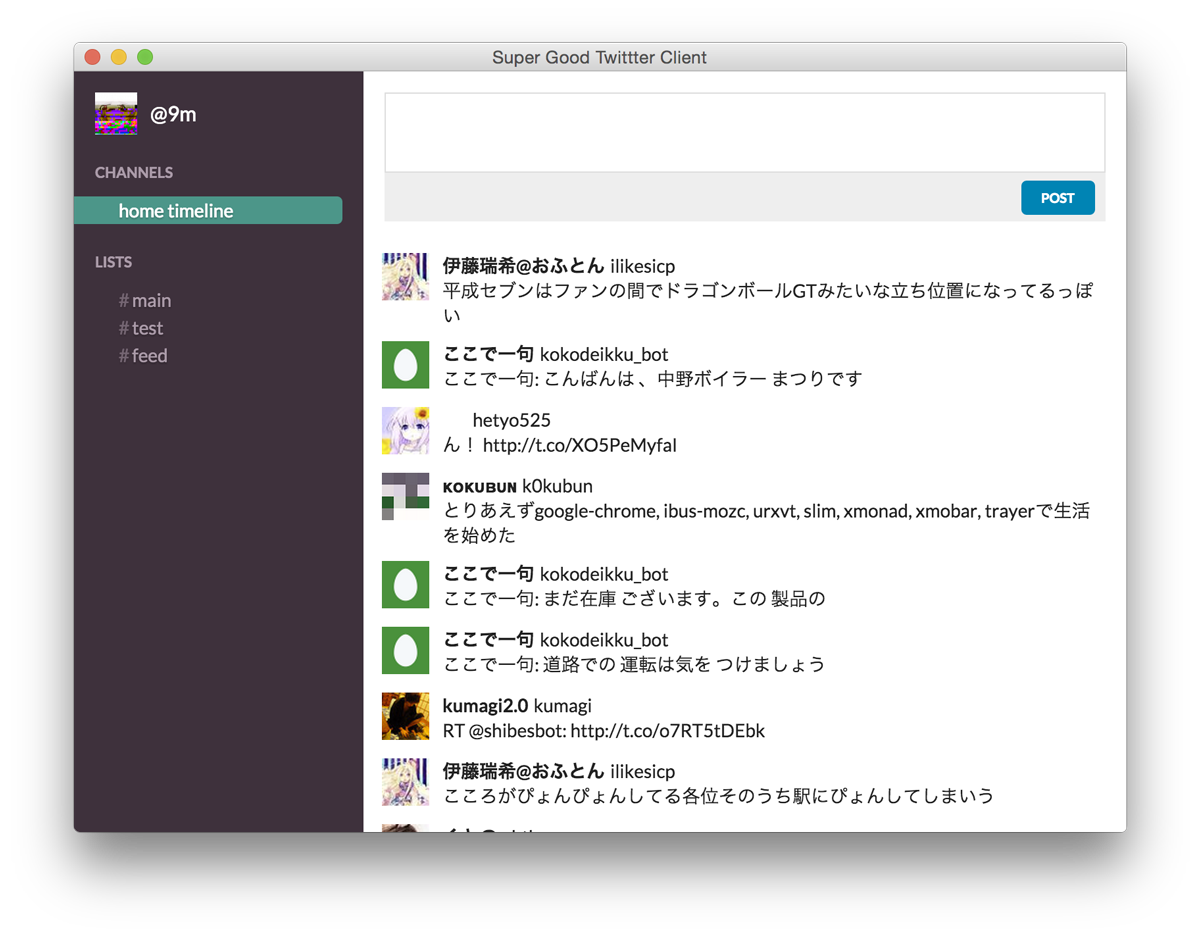 Super Good Twittter Client
@9m
CHANNELS
home timeline
LISTS
#main
#test
#feed
POST
伊藤瑞希@おふとん ilikesicp
平成セブンはファンの間でドラゴンボールGTみたいな立ち位置になってるっぽ
い
ここで一句 kokodeikku_bot
ここで一句: こんばんは 、中野ボイラー まつりです
hetyo525
ん！ http://t.co/XO5PeMyfaI
KOKUBUN k0kubun
とりあえずgoogle-chrome, ibus-mozc, urxvt, slim, xmonad, xmobar, trayerで生活
を始めた
ここで一句 kokodeikku_bot
ここで一句: まだ在庫 ございます。この 製品の
ここで一句 kokodeikku_bot
ここで一句: 道路での 運転は気を つけましょう
kumagi2.0 kumagi
RT @shibesbot: http://t.co/o7RT5tDEbk
伊藤瑞希@おふとん ilikesicp
こころがぴょんぴょんしてる各位そのうち駅にぴょんしてしまいう